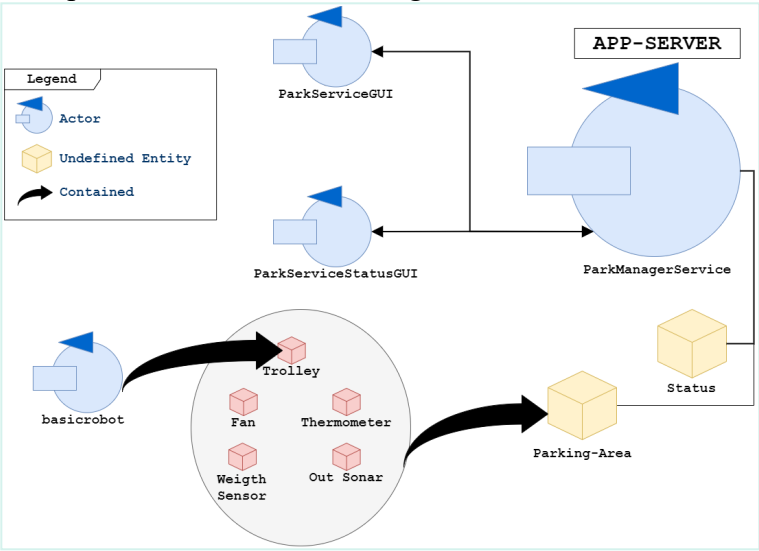 APP-SERVER
ParkServiceGUI
Legend
Actor
Undefined Entity
Contained
ParkServiceStatusGUI
ParkManagerService
Trolley
Status
basicrobot
Fan
Thermometer
Parking-Area
Weigth
Sensor
Out Sonar